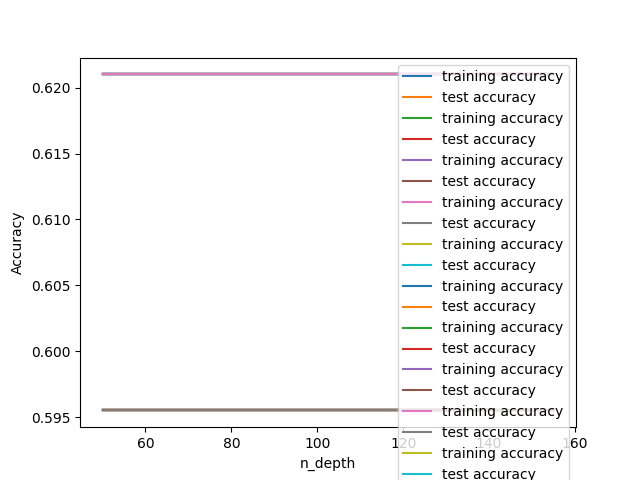 0.620
0.615
0.610
0.605
0.600
0.595
Accuracy
60
80
100
120
140
160
n_depth
training accuracy
test accuracy
training accuracy
test accuracy
training accuracy
test accuracy
training accuracy
test accuracy
training accuracy
test accuracy
training accuracy
test accuracy
training accuracy
test accuracy
training accuracy
test accuracy
training accuracy
test accuracy
training accuracy
test accuracy